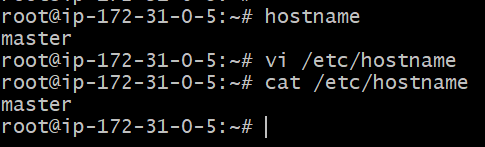 root@ip-172-31-0-5:~# hostname
master
root@ip-172-31-0-5:~# vi /etc/hostname
root@ip-172-31-0-5:~# cat /etc/hostname
master
root@ip-172-31-0-5:~#